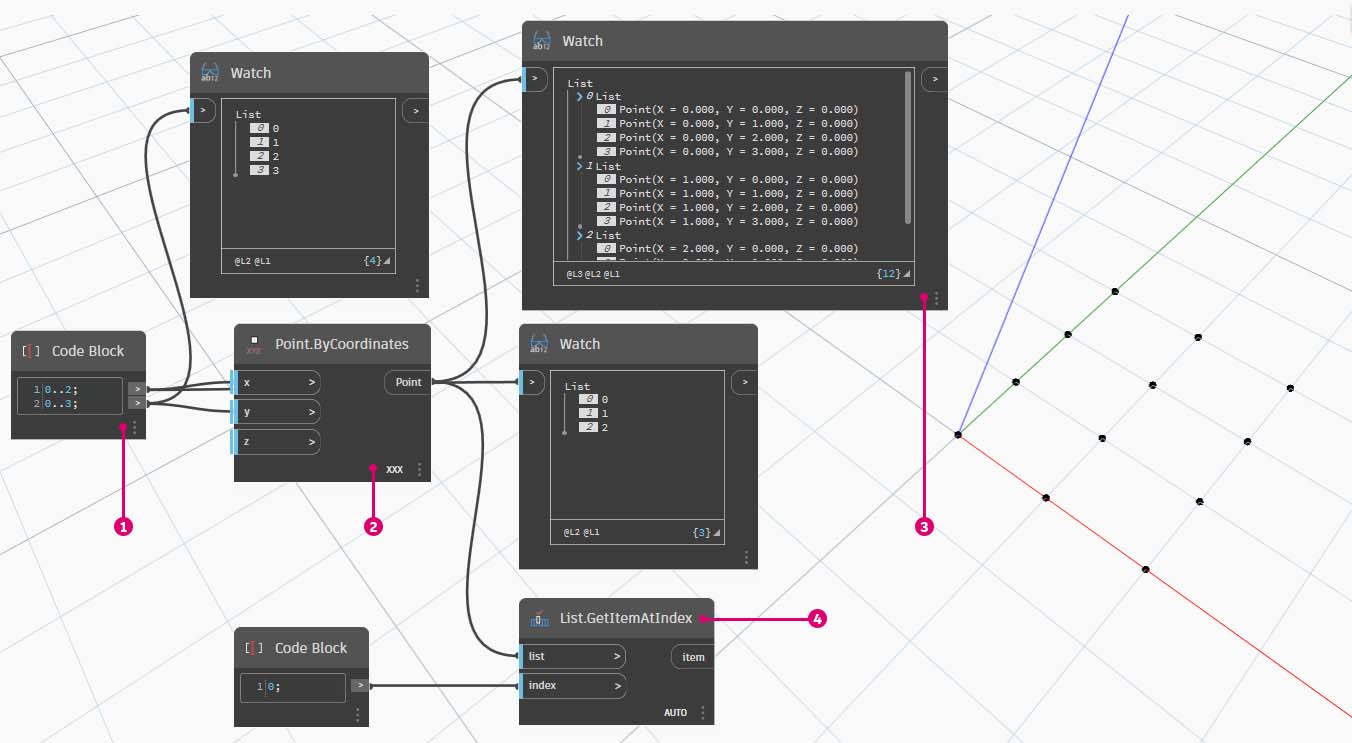 Watch
ab12
>
>
List
0 0
1 1
2 2
3 3
@L2 @L1
{4}
Watch
ab12
>
>
List
0 List
0 Point(X = 0.000, Y = 0.000, Z = 0.000)
1 Point(X = 0.000, Y = 1.000, Z = 0.000)
2 Point(X = 0.000, Y = 2.000, Z = 0.000)
3 Point(X = 0.000, Y = 3.000, Z = 0.000)
1 List
0 Point(X = 1.000, Y = 0.000, Z = 0.000)
1 Point(X = 1.000, Y = 1.000, Z = 0.000)
2 Point(X = 1.000, Y = 2.000, Z = 0.000)
3 Point(X = 1.000, Y = 3.000, Z = 0.000)
2 List
0 Point(X = 2.000, Y = 0.000, Z = 0.000)
@L3 @L2 @L1
{12}
Code Block
1 0..2; >
2 0..3; >
1
Point.ByCoordinates
XYZ
x >
Point
y >
z >
XXX
2
Watch
ab12
>
>
List
0 0
1 1
2 2
@L2 @L1
{3}
3
Code Block
1 0; >
List.GetItemAtIndex
4
list >
item
index >
AUTO